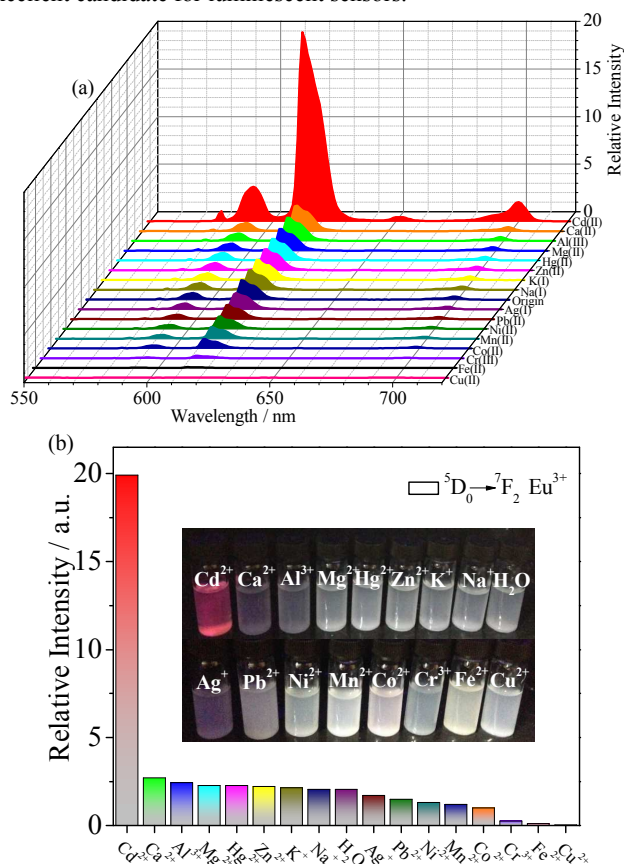 cellent candidate for luminescent sensors.
(a)
20
15
10
5
0
Relative Intensity
Cd(II)
Ca(II)
Al(III)
Mg(II)
Hg(II)
Zn(II)
K(I)
Na(I)
Origin
Ag(I)
Pb(II)
Ni(II)
Mn(II)
Co(II)
Cr(III)
Fe(II)
Cu(II)
550 600 650 700
Wavelength / nm
(b)
20
15
10
5
0
Relative Intensity / a.u.
⁵D₀→⁷F₂ Eu³⁺
Cd²⁺ Ca²⁺ Al³⁺ Mg²⁺ Hg²⁺ Zn²⁺ K⁺ Na⁺ H₂O
Ag⁺ Pb²⁺ Ni²⁺ Mn²⁺ Co²⁺ Cr³⁺ Fe²⁺ Cu²⁺
Cd²⁺ Ca²⁺ Al³⁺ Mg²⁺ Hg²⁺ Zn²⁺ K⁺ Na⁺ H₂O Ag⁺ Pb²⁺ Ni²⁺ Mn²⁺ Co²⁺ Cr³⁺ Fe²⁺ Cu²⁺